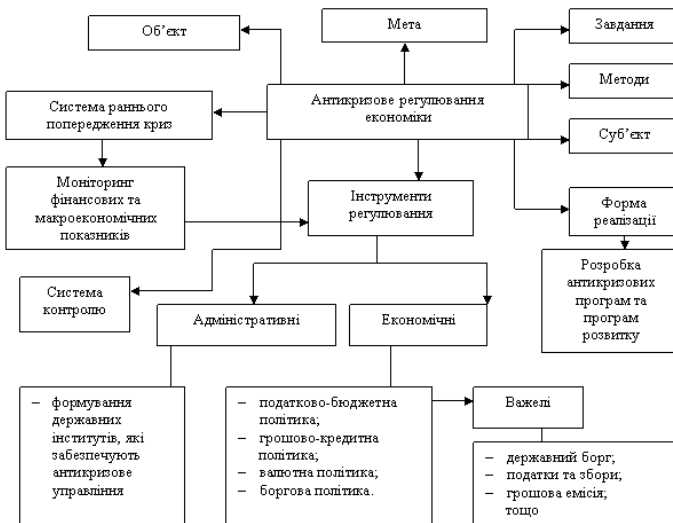 Об’єкт
Мета
Завдання
Методи
Система раннього
попередження криз
Антикризове регулювання
економіки
Суб’єкт
Моніторинг
фінансових та
макроекономічних
показників
Інструменти
регулювання
Форма
реалізації
Система
контролю
Розробка
антикризових
програм та
програм
розвитку
Адміністративні
Економічні
– формування
державних
інститутів, які
забезпечують
антикризове
управління
– податково-бюджетна
політика;
– грошово-кредитна
політика;
– валютна політика;
– боргова політика.
Важелі
– державний борг;
– податки та збори;
– грошова емісія;
тощо